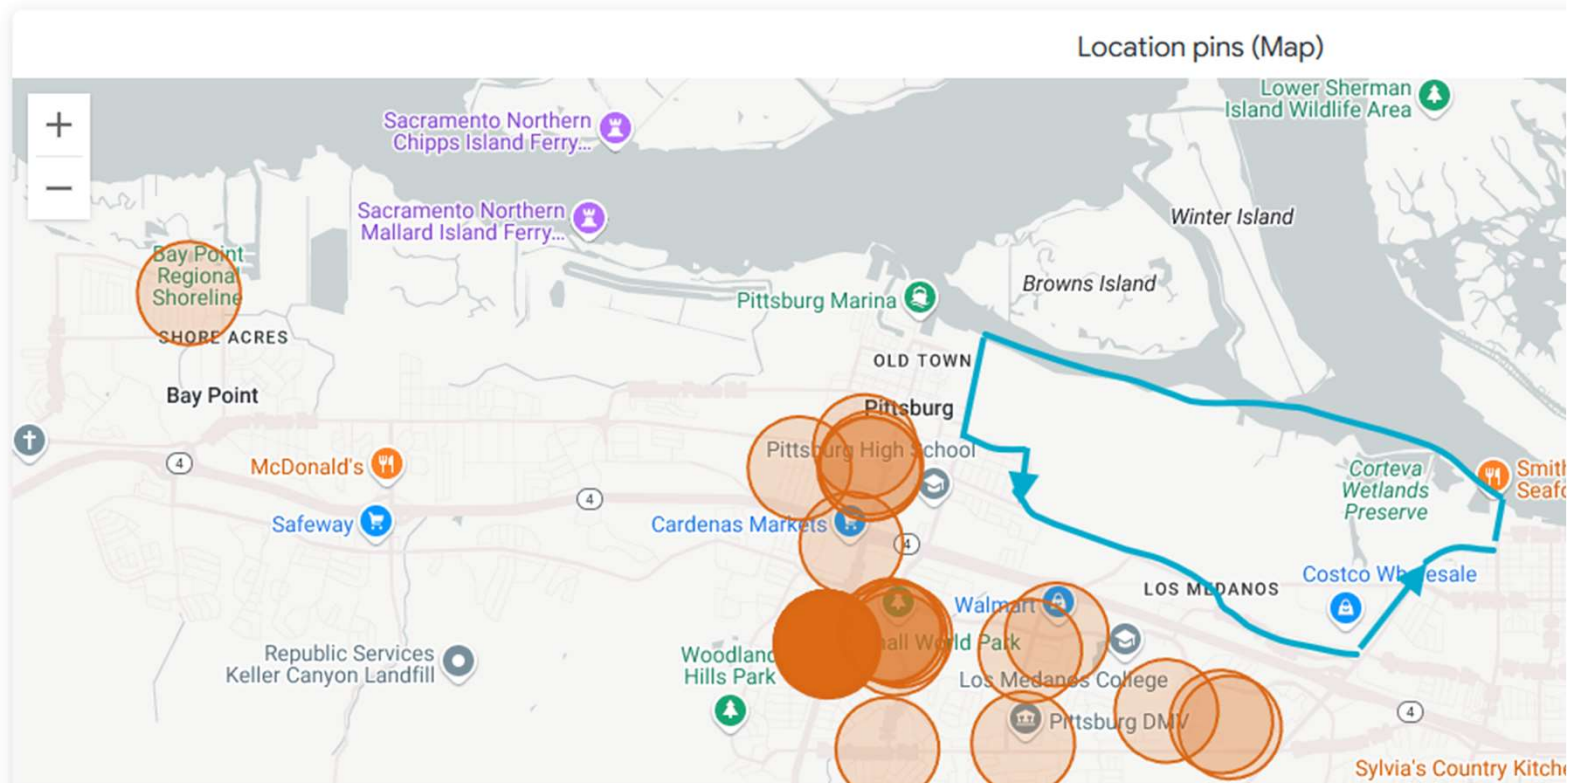 Location pins (Map)
+
−
Lower Sherman
Island Wildlife Area
Sacramento Northern
Chipps Island Ferry...
Sacramento Northern
Mallard Island Ferry...
Winter Island
Bay Point
Regional
Shoreline
Browns Island
Pittsburg Marina
SHORE ACRES
OLD TOWN
Bay Point
Pittsburg
Pittsburg High School
4
McDonald's
4
Corteva
Wetlands
Preserve
Smith
Seafo
Safeway
Cardenas Markets
4
Costco Wholesale
LOS MEDANOS
Walmart
Small World Park
Republic Services
Keller Canyon Landfill
Woodland
Hills Park
Los Medanos College
Pittsburg DMV
4
Sylvia's Country Kitche